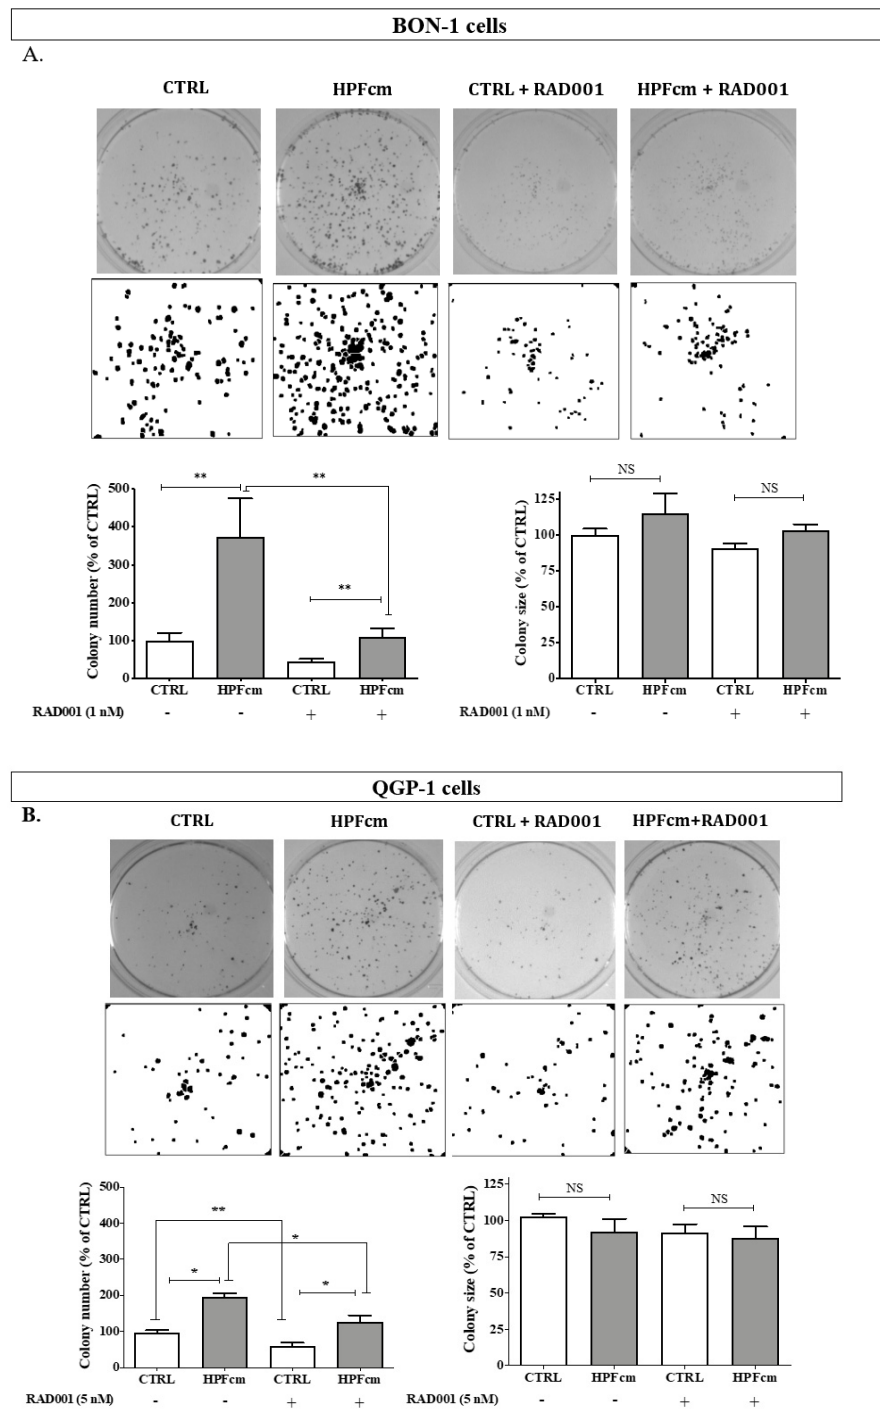 BON-1 cells
A.
CTRL HPFcm CTRL + RAD001 HPFcm + RAD001
** **
**
Colony number (% of CTRL)
500
400
300
200
100
0
CTRL HPFcm CTRL HPFcm
RAD001 (1 nM) - - + +
NS
NS
Colony size (% of CTRL)
125
100
75
50
25
0
CTRL HPFcm CTRL HPFcm
RAD001 (1 nM) - - + +
QGP-1 cells
B.
CTRL HPFcm CTRL + RAD001 HPFcm+RAD001
**
*
* *
Colony number (% of CTRL)
500
400
300
200
100
0
CTRL HPFcm CTRL HPFcm
RAD001 (5 nM) - - + +
NS NS
Colony size (% of CTRL)
125
100
75
50
25
0
CTRL HPFcm CTRL HPFcm
RAD001 (5 nM) - - + +